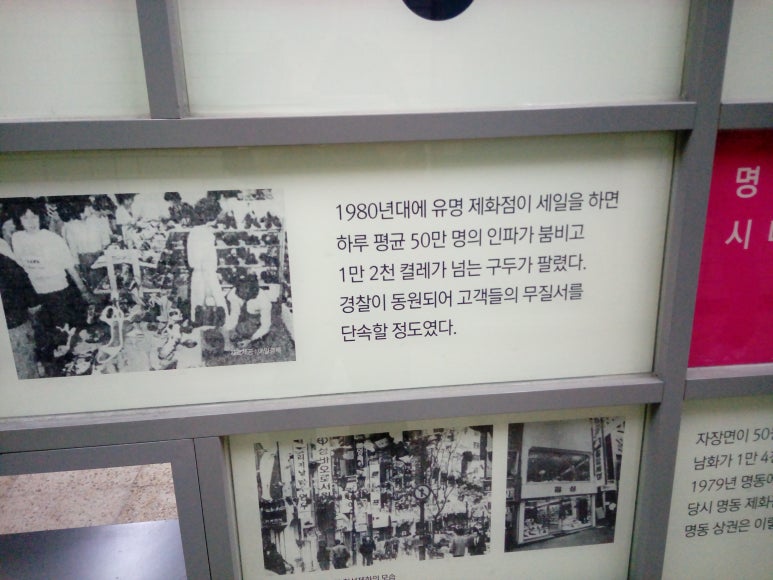 1980년대에 유명 제화점이 세일을 하면
하루 평균 50만 명의 인파가 붐비고
1만 2천 켤레가 넘는 구두가 팔렸다.
경찰이 동원되어 고객들의 무질서를
단속할 정도였다.
명
시
자장면이 50
남화가 1만 4
1979년 명동에
당시 명동 제화
명동 상권은 이